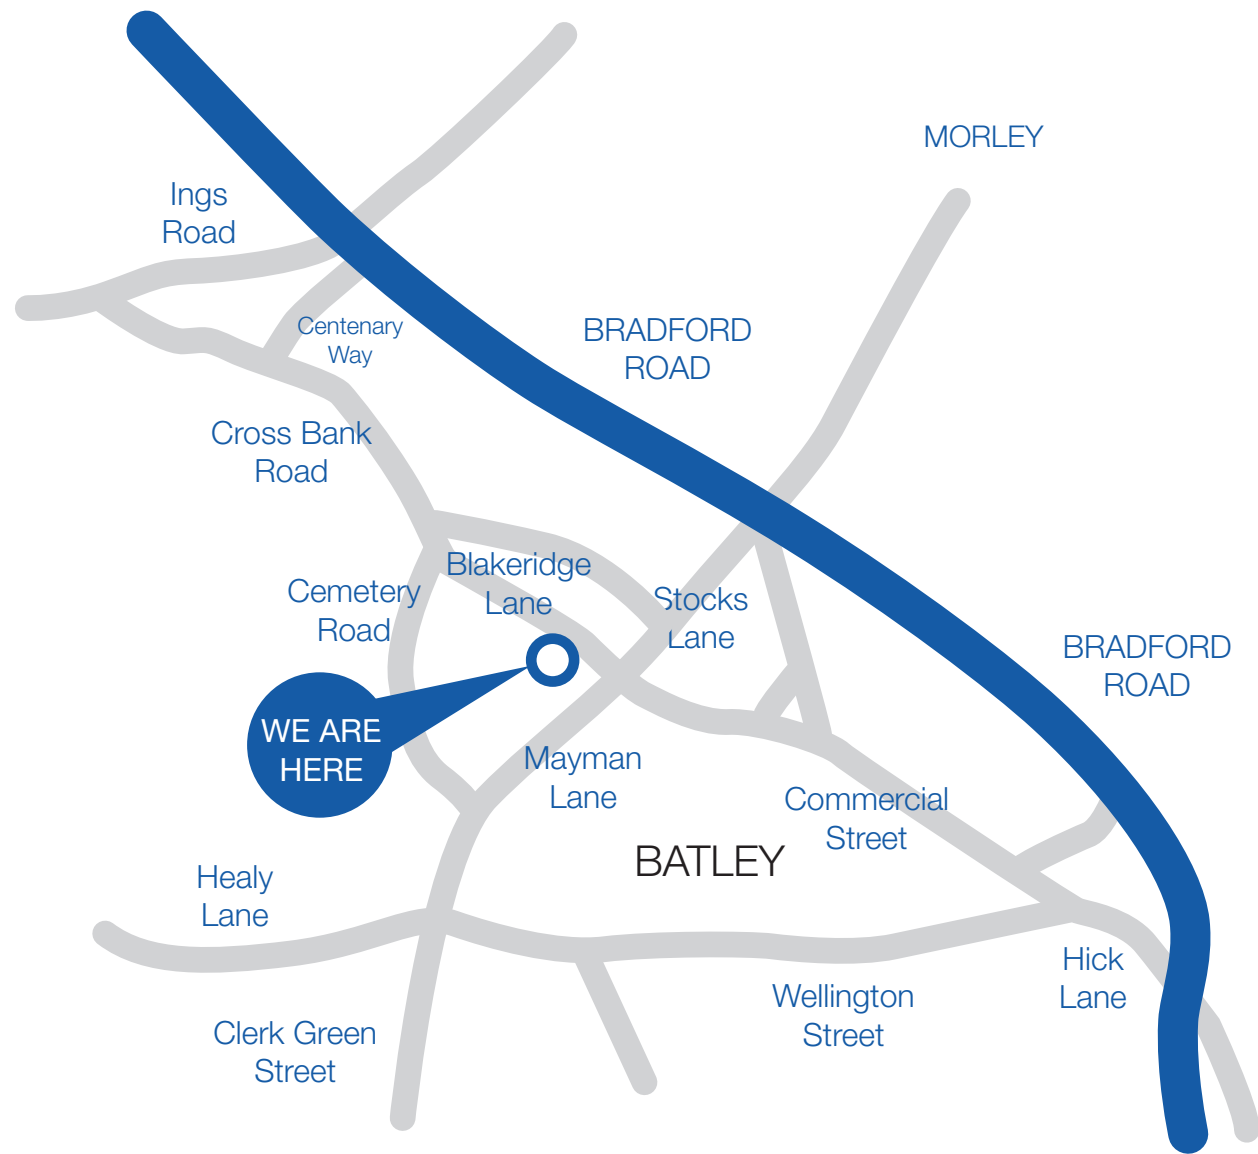 MORLEY
Ings
Road
Centenary
Way
BRADFORD
ROAD
Cross Bank
Road
Blakeridge
Lane
Cemetery
Road
Stocks
Lane
BRADFORD
ROAD
WE ARE
HERE
Mayman
Lane
Commercial
Street
BATLEY
Healy
Lane
Hick
Lane
Wellington
Street
Clerk Green
Street